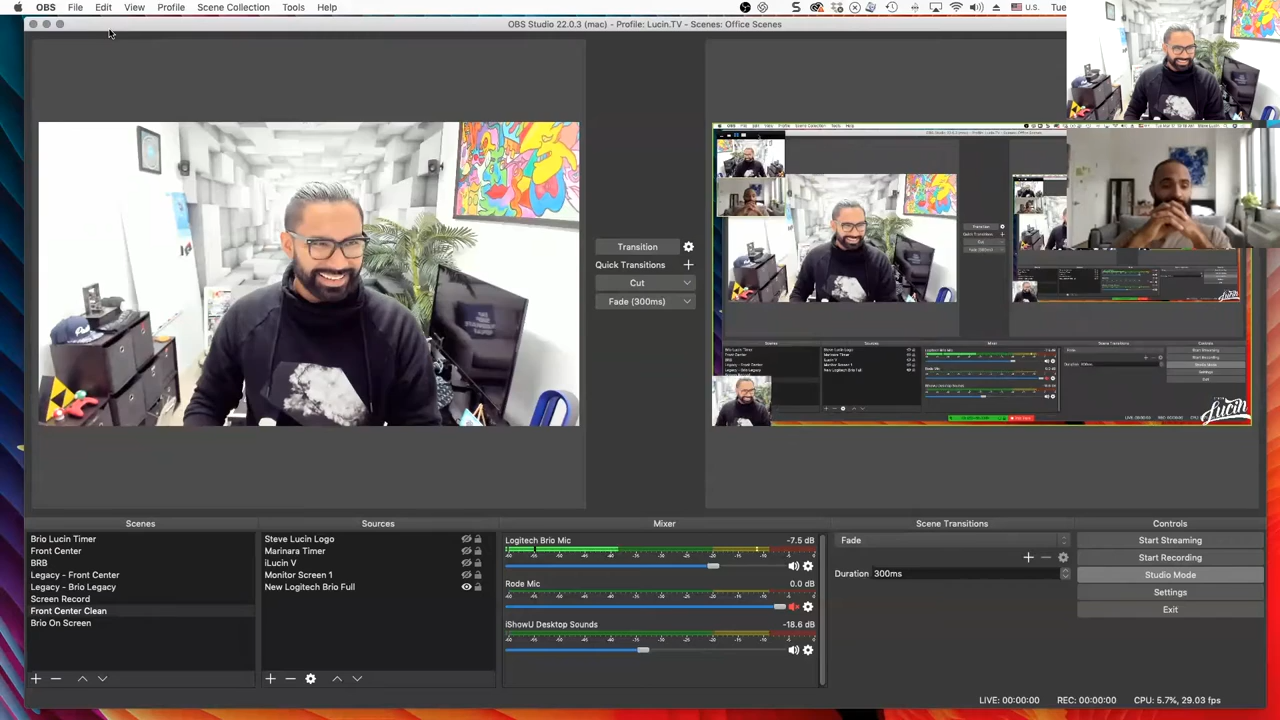 OBS File Edit View Profile Scene Collection Tools Help
U.S. Tue
OBS Studio 22.0.3 (mac) - Profile: Lucin.TV - Scenes: Office Scenes
Transition
Quick Transitions
Cut
Fade (300ms)
Lucin
Scenes
Brio Lucin Timer
Front Center
BRB
Legacy - Front Center
Legacy - Brio Legacy
Screen Record
Front Center Clean
Brio On Screen
Sources
Steve Lucin Logo
Marinara Timer
iLucin V
Monitor Screen 1
New Logitech Brio Full
Mixer
Logitech Brio Mic -7.5 dB
Rode Mic 0.0 dB
iShowU Desktop Sounds -18.6 dB
Scene Transitions
Fade
Duration 300ms
Controls
Start Streaming
Start Recording
Studio Mode
Settings
Exit
LIVE: 00:00:00 REC: 00:00:00 CPU: 5.7%, 29.03 fps